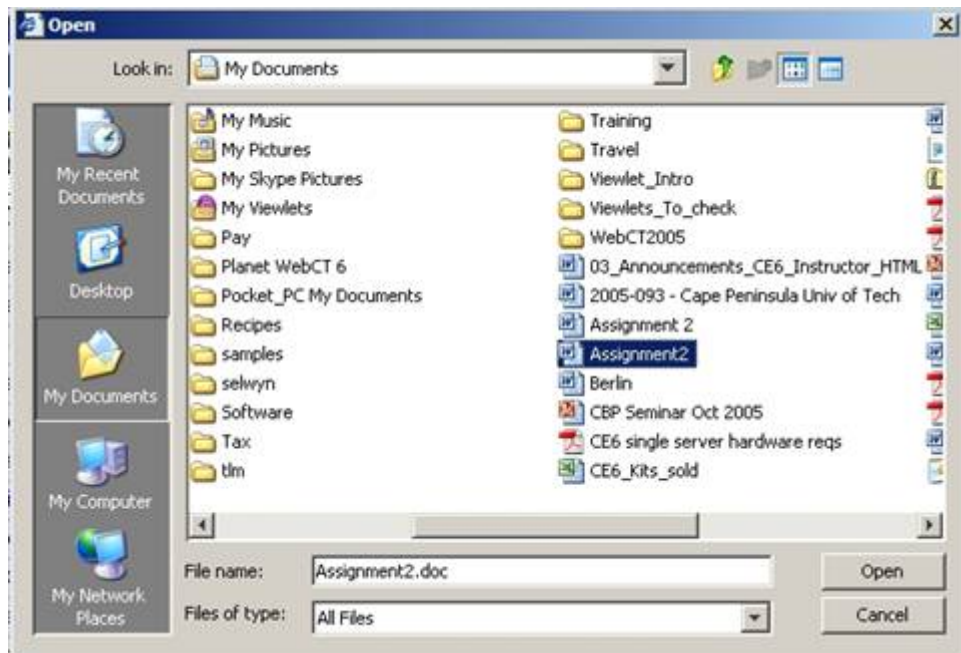 Open
Look in:
My Documents
My Recent
Documents
Desktop
My Documents
My Computer
My Network
Places
My Music
My Pictures
My Skype Pictures
My Viewlets
Pay
Planet WebCT 6
Pocket_PC My Documents
Recipes
samples
selwyn
Software
Tax
tlm
Training
Travel
Viewlet_Intro
Viewlets_To_check
WebCT2005
03_Announcements_CE6_Instructor_HTML
2005-093 - Cape Peninsula Univ of Tech
Assignment 2
Assignment2
Berlin
CBP Seminar Oct 2005
CE6 single server hardware reqs
CE6_Kits_sold
File name:
Assignment2.doc
Open
Files of type:
All Files
Cancel